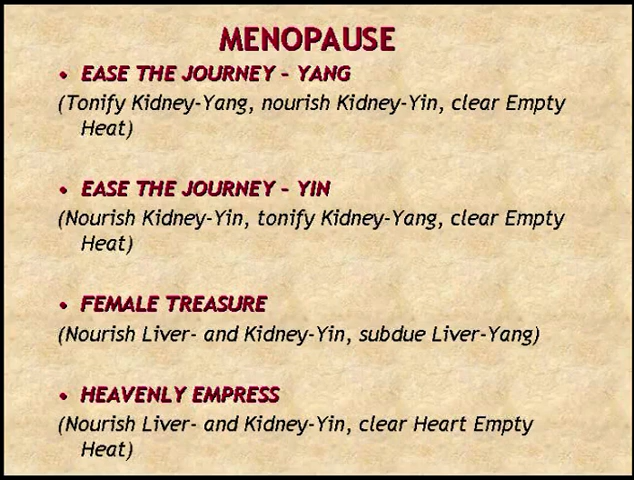 MENOPAUSE
• EASE THE JOURNEY – YANG
(Tonify Kidney-Yang, nourish Kidney-Yin, clear Empty
Heat)
• EASE THE JOURNEY – YIN
(Nourish Kidney-Yin, tonify Kidney-Yang, clear Empty
Heat)
• FEMALE TREASURE
(Nourish Liver- and Kidney-Yin, subdue Liver-Yang)
• HEAVENLY EMPRESS
(Nourish Liver- and Kidney-Yin, clear Heart Empty
Heat)